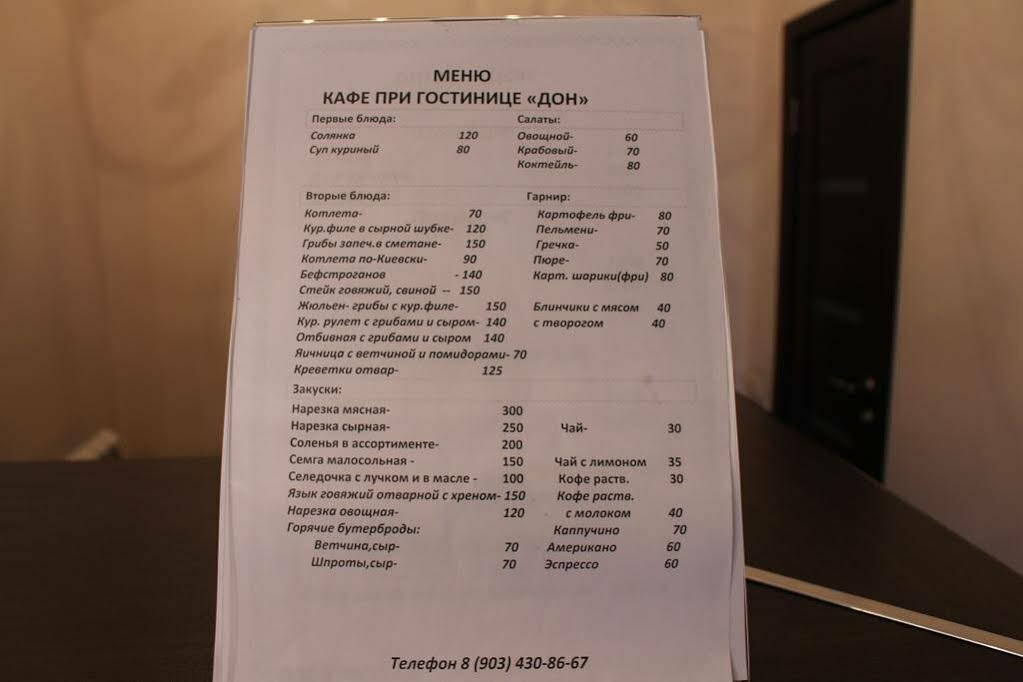 МЕНЮ
КАФЕ ПРИ ГОСТИНИЦЕ «ДОН»
Первые блюда: Салаты:
Солянка 120 Овощной- 60
Суп куриный 80 Крабовый- 70
Коктейль- 80
Вторые блюда: Гарнир:
Котлета- 70 Картофель фри- 80
Кур.филе в сырной шубке- 120 Пельмени- 70
Грибы запеч.в сметане- 150 Гречка- 50
Котлета по-Киевски- 90 Пюре- 70
Бефстроганов - 140 Карт. шарики(фри) 80
Стейк говяжий, свиной -- 150
Жюльен- грибы с кур.филе- 150 Блинчики с мясом 40
Кур. рулет с грибами и сыром- 140 с творогом 40
Отбивная с грибами и сыром 140
Яичница с ветчиной и помидорами- 70
Креветки отвар- 125
Закуски:
Нарезка мясная- 300
Нарезка сырная- 250 Чай- 30
Соленья в ассортименте- 200
Семга малосольная - 150 Чай с лимоном 35
Селедочка с лучком и в масле - 100 Кофе раств. 30
Язык говяжий отварной с хреном- 150 Кофе раств.
Нарезка овощная- 120 с молоком 40
Горячие бутерброды: Каппучино 70
Ветчина,сыр- 70 Американо 60
Шпроты,сыр- 70 Эспрессо 60
Телефон 8 (903) 430-86-67